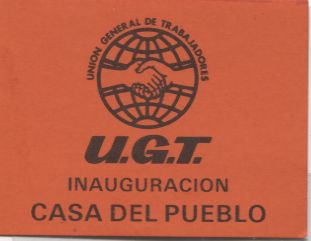 UNION GENERAL DE TRABAJADORES
U.G.T.
INAUGURACION
CASA DEL PUEBLO